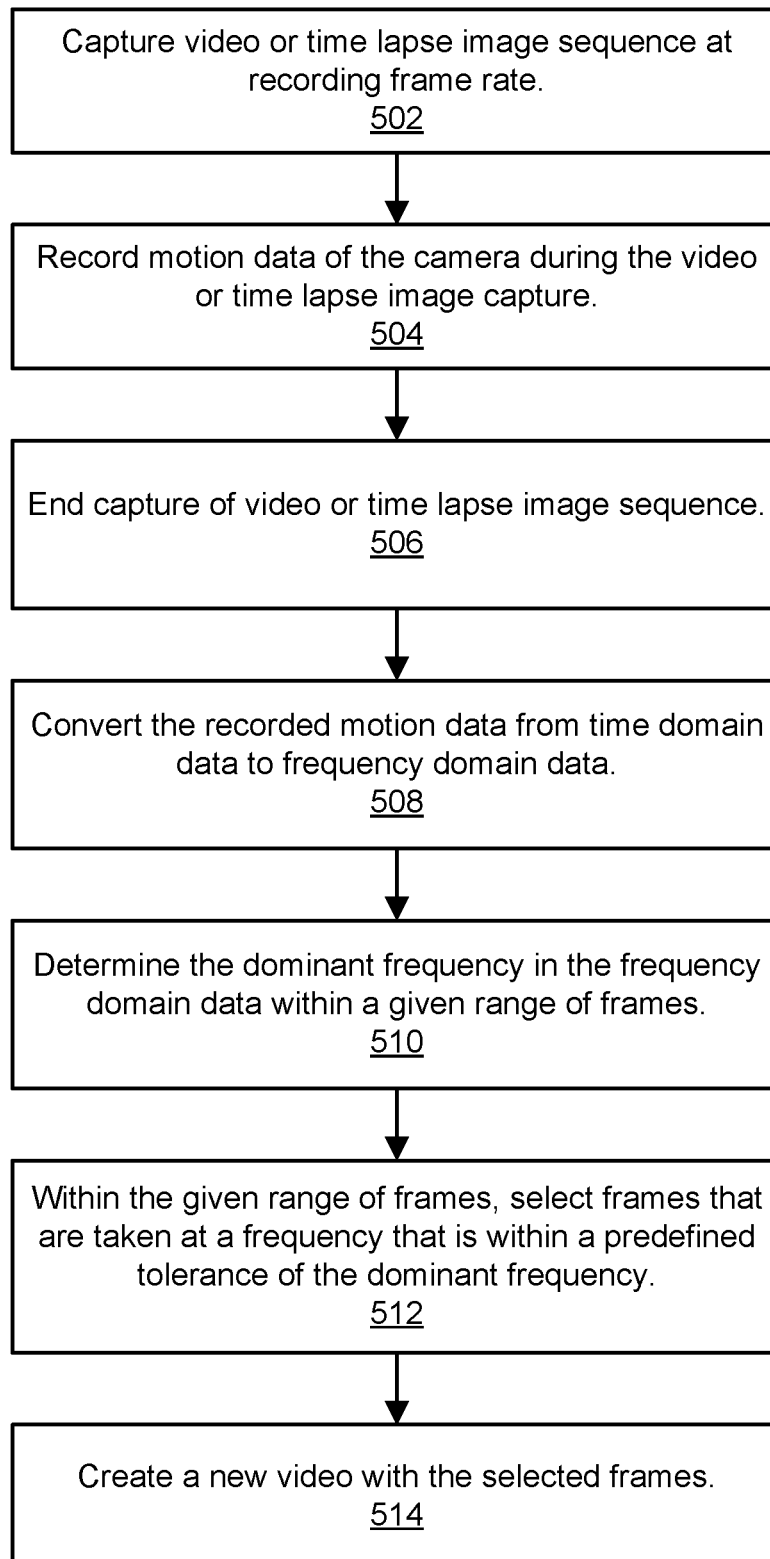 Capture video or time lapse image sequence at
recording frame rate.
502
Record motion data of the camera during the video
or time lapse image capture.
504
End capture of video or time lapse image sequence.
506
Convert the recorded motion data from time domain
data to frequency domain data.
508
Determine the dominant frequency in the frequency
domain data within a given range of frames.
510
Within the given range of frames, select frames that
are taken at a frequency that is within a predefined
tolerance of the dominant frequency.
512
Create a new video with the selected frames.
514